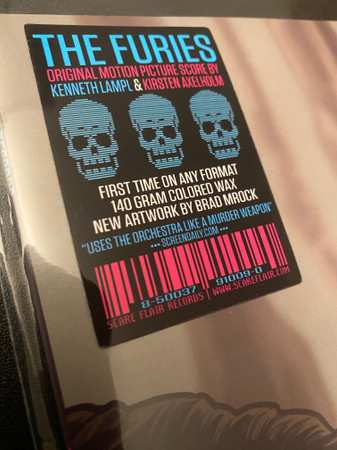 THE FURIES
ORIGINAL MOTION PICTURE SCORE BY
KENNETH LAMPL & KIRSTEN AXELHOLM
FIRST TIME ON ANY FORMAT
140 GRAM COLORED WAX
NEW ARTWORK BY BRAD MROCK
"USES THE ORCHESTRA LIKE A MURDER WEAPON"
--- SCREENDAILY.COM ---
8-50037 91009-0
SCARE FLAIR RECORDS | WWW.SCAREFLAIR.COM